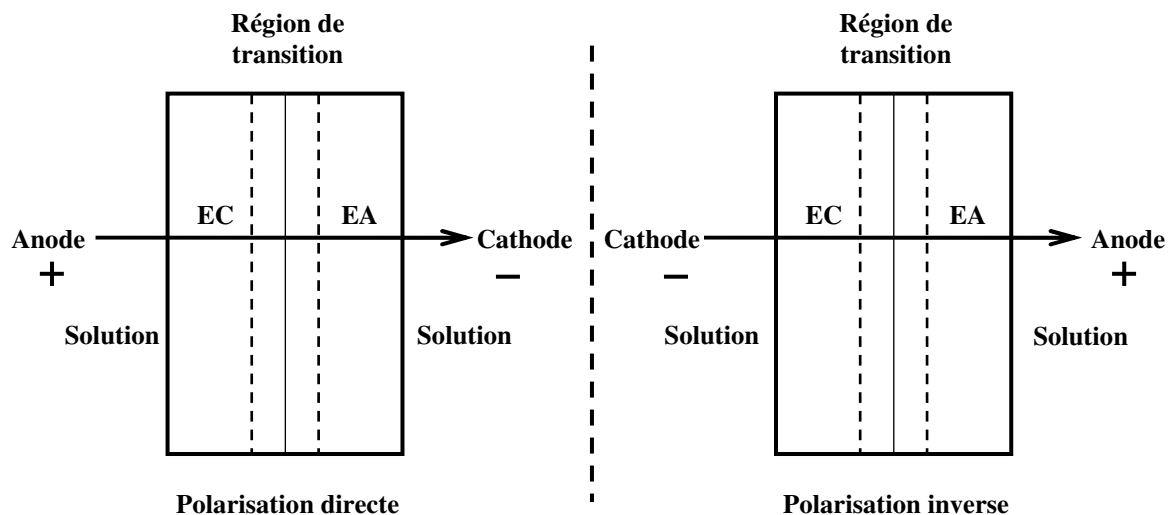 Région de
transition
EC
EA
Anode
+
Cathode
−
Solution
Solution
Polarisation directe
Région de
transition
EC
EA
Cathode
−
Anode
+
Solution
Solution
Polarisation inverse